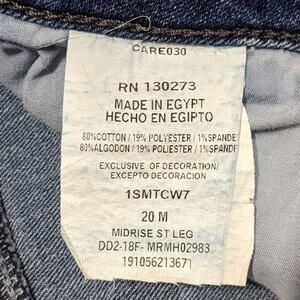 CARE030
RN 130273
MADE IN EGYPT
HECHO EN EGIPTO
80%COTTON / 19% POLYESTER / 1%SPANDE
80%ALGODON / 19% POLYESTER / 1%SPANDE
EXCLUSIVE OF DECORATION/
EXCEPTO DECORACION
1SMTCW7
20 M
MIDRISE ST LEG
DD2-18F- MRMH02983
191056213671